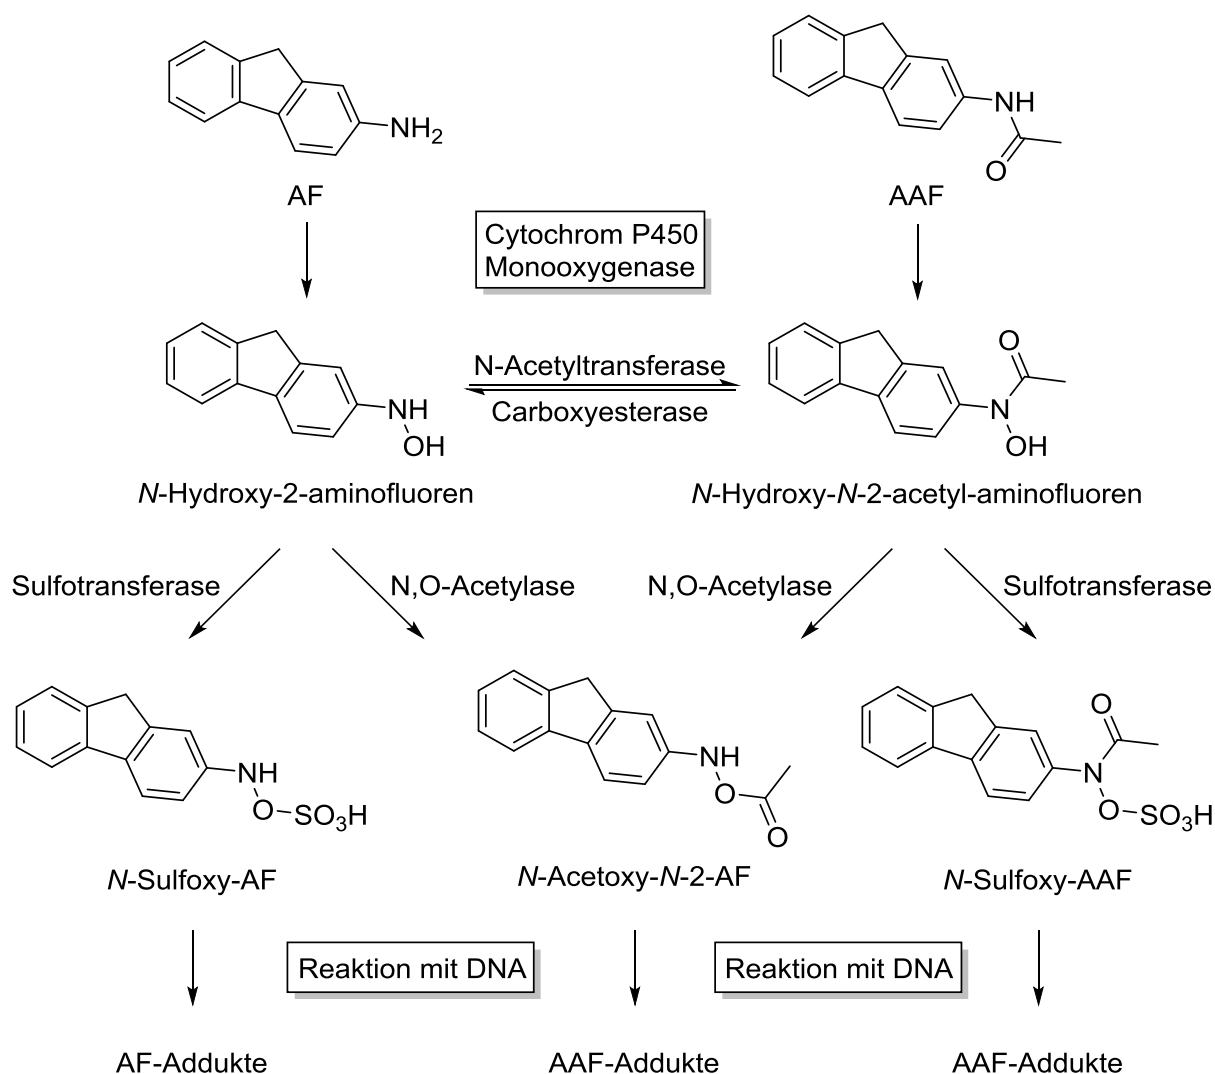 NH2
NH
O
AF
AAF
Cytochrom P450
Monooxygenase
O
NH
OH
N-Acetyltransferase
Carboxyesterase
N
OH
N-Hydroxy-2-aminofluoren
N-Hydroxy-N-2-acetyl-aminofluoren
Sulfotransferase
N,O-Acetylase
N,O-Acetylase
Sulfotransferase
NH
O
SO3H
NH
O
O
O
N
O
SO3H
N-Sulfoxy-AF
N-Acetoxy-N-2-AF
N-Sulfoxy-AAF
Reaktion mit DNA
Reaktion mit DNA
AF-Addukte
AAF-Addukte
AAF-Addukte